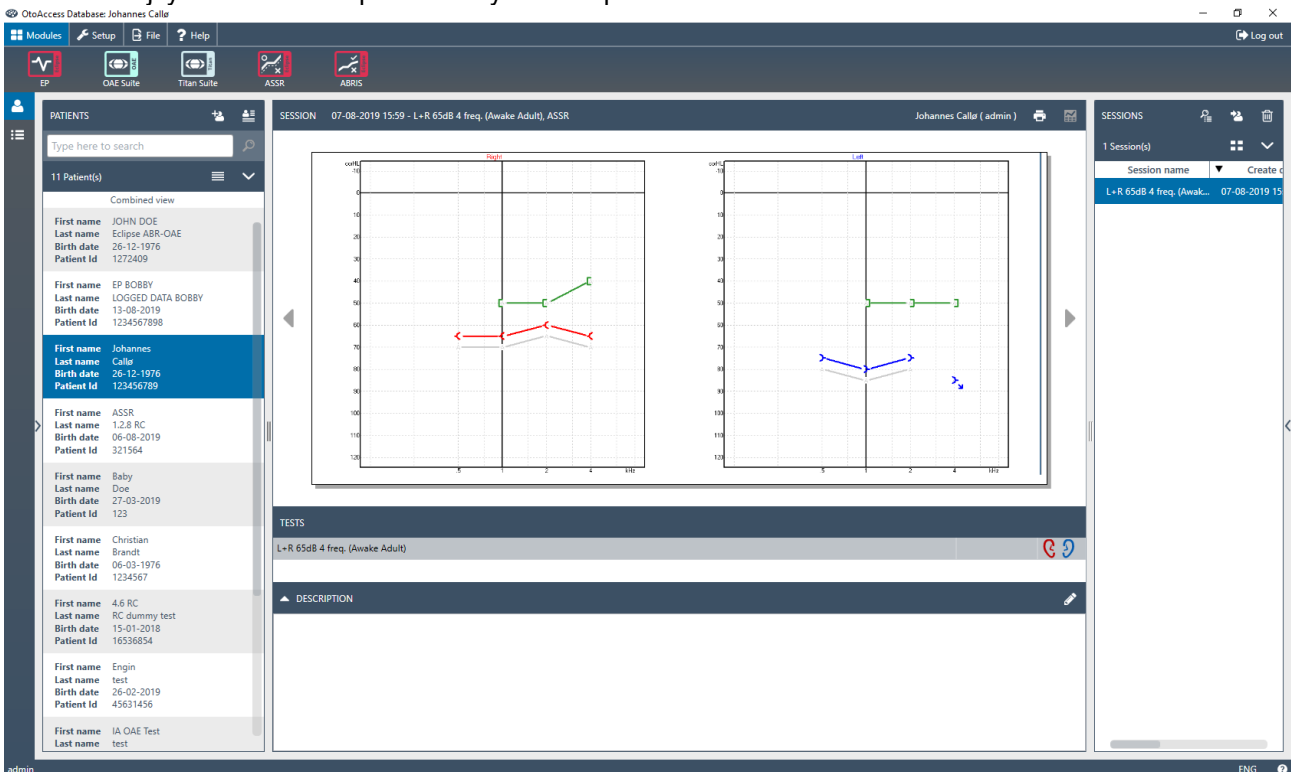 OtoAccess Database: Johannes Callø
Modules Setup File ? Help Log out
EP OAE Suite Titan Suite ASSR ABRIS
PATIENTS
Type here to search
11 Patient(s)
Combined view
First name JOHN DOE
Last name Eclipse ABR-OAE
Birth date 26-12-1976
Patient Id 1272409
First name EP BOBBY
Last name LOGGED DATA BOBBY
Birth date 13-08-2019
Patient Id 1234567898
First name Johannes
Last name Callø
Birth date 26-12-1976
Patient Id 123456789
First name ASSR
Last name 1.2.8 RC
Birth date 06-08-2019
Patient Id 321564
First name Baby
Last name Doe
Birth date 27-03-2019
Patient Id 123
First name Christian
Last name Brandt
Birth date 06-03-1976
Patient Id 1234567
First name 4.6 RC
Last name RC dummy test
Birth date 15-01-2018
Patient Id 16536854
First name Engin
Last name test
Birth date 26-02-2019
Patient Id 45631456
First name IA OAE Test
Last name test
SESSION 07-08-2019 15:59 - L+R 65dB 4 freq. (Awake Adult), ASSR Johannes Callø ( admin )
Right
corHL
-10
0
10
20
30
40
50
60
70
80
90
100
110
120
.5 1 2 4 kHz
Left
corHL
-10
0
10
20
30
40
50
60
70
80
90
100
110
120
.5 1 2 4 kHz
TESTS
L+R 65dB 4 freq. (Awake Adult)
DESCRIPTION
SESSIONS
1 Session(s)
Session name Create d
L+R 65dB 4 freq. (Awak... 07-08-2019 15
admin ENG ?